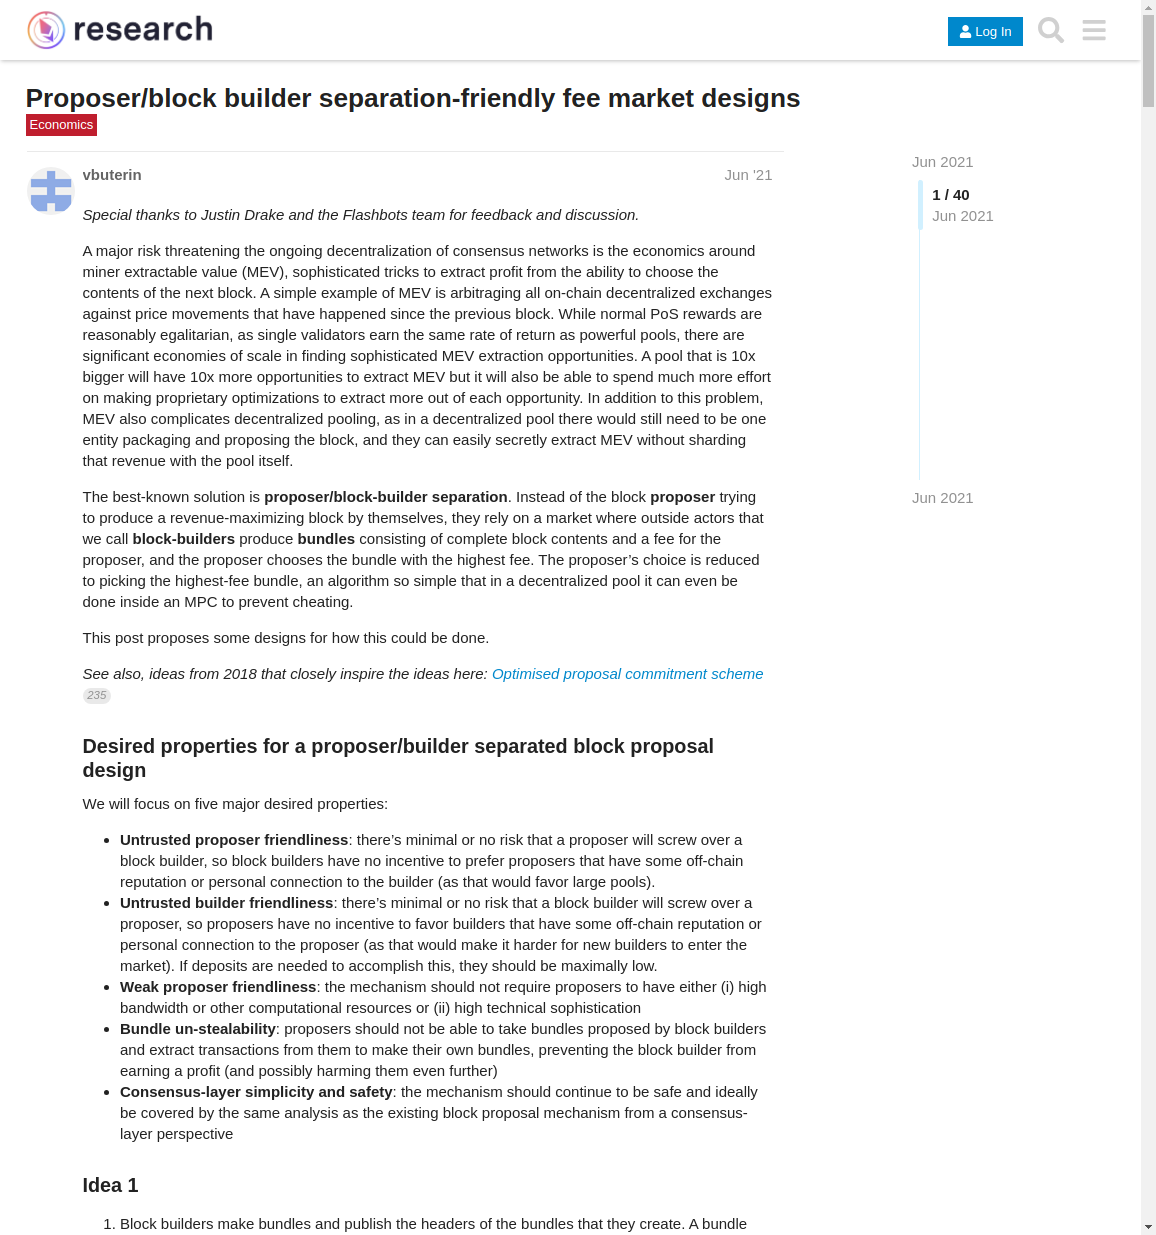 research
Log In
Proposer/block builder separation-friendly fee market designs
Economics
Jun 2021
vbuterin
Jun '21
1 / 40
Jun 2021
Special thanks to Justin Drake and the Flashbots team for feedback and discussion.
A major risk threatening the ongoing decentralization of consensus networks is the economics around
miner extractable value (MEV), sophisticated tricks to extract profit from the ability to choose the
contents of the next block. A simple example of MEV is arbitraging all on-chain decentralized exchanges
against price movements that have happened since the previous block. While normal PoS rewards are
reasonably egalitarian, as single validators earn the same rate of return as powerful pools, there are
significant economies of scale in finding sophisticated MEV extraction opportunities. A pool that is 10x
bigger will have 10x more opportunities to extract MEV but it will also be able to spend much more effort
on making proprietary optimizations to extract more out of each opportunity. In addition to this problem,
MEV also complicates decentralized pooling, as in a decentralized pool there would still need to be one
entity packaging and proposing the block, and they can easily secretly extract MEV without sharding
that revenue with the pool itself.
The best-known solution is proposer/block-builder separation. Instead of the block proposer trying
to produce a revenue-maximizing block by themselves, they rely on a market where outside actors that
we call block-builders produce bundles consisting of complete block contents and a fee for the
proposer, and the proposer chooses the bundle with the highest fee. The proposer’s choice is reduced
to picking the highest-fee bundle, an algorithm so simple that in a decentralized pool it can even be
done inside an MPC to prevent cheating.
Jun 2021
This post proposes some designs for how this could be done.
See also, ideas from 2018 that closely inspire the ideas here: Optimised proposal commitment scheme
235
Desired properties for a proposer/builder separated block proposal
design
We will focus on five major desired properties:
• Untrusted proposer friendliness: there’s minimal or no risk that a proposer will screw over a
block builder, so block builders have no incentive to prefer proposers that have some off-chain
reputation or personal connection to the builder (as that would favor large pools).
• Untrusted builder friendliness: there’s minimal or no risk that a block builder will screw over a
proposer, so proposers have no incentive to favor builders that have some off-chain reputation or
personal connection to the proposer (as that would make it harder for new builders to enter the
market). If deposits are needed to accomplish this, they should be maximally low.
• Weak proposer friendliness: the mechanism should not require proposers to have either (i) high
bandwidth or other computational resources or (ii) high technical sophistication
• Bundle un-stealability: proposers should not be able to take bundles proposed by block builders
and extract transactions from them to make their own bundles, preventing the block builder from
earning a profit (and possibly harming them even further)
• Consensus-layer simplicity and safety: the mechanism should continue to be safe and ideally
be covered by the same analysis as the existing block proposal mechanism from a consensus-
layer perspective
Idea 1
1. Block builders make bundles and publish the headers of the bundles that they create. A bundle